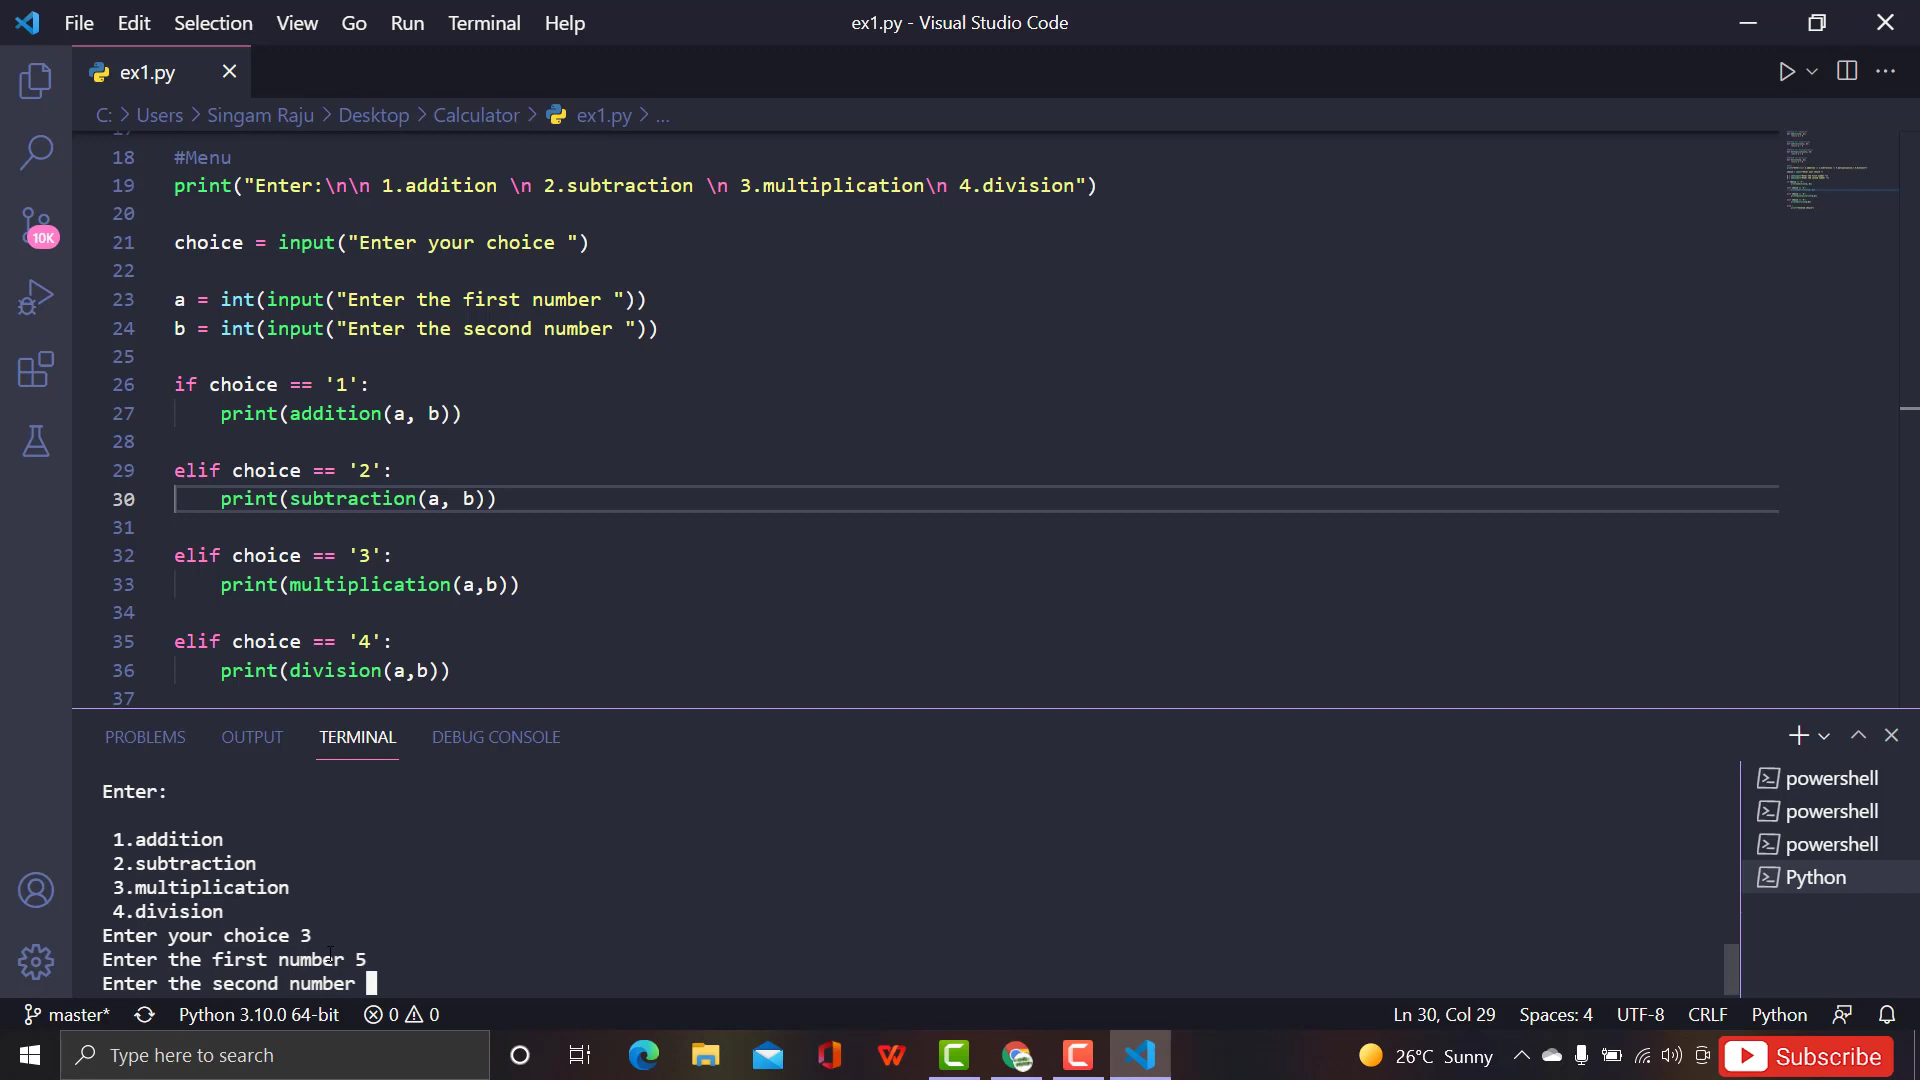 File Edit Selection View Go Run Terminal Help
ex1.py - Visual Studio Code
ex1.py
C: > Users > Singam Raju > Desktop > Calculator > ex1.py > ...
18 #Menu
19 print("Enter:\n\n 1.addition \n 2.subtraction \n 3.multiplication\n 4.division")
20
21 choice = input("Enter your choice ")
22
23 a = int(input("Enter the first number "))
24 b = int(input("Enter the second number "))
25
26 if choice == '1':
27 print(addition(a, b))
28
29 elif choice == '2':
30 print(subtraction(a, b))
31
32 elif choice == '3':
33 print(multiplication(a,b))
34
35 elif choice == '4':
36 print(division(a,b))
37
10K
PROBLEMS OUTPUT TERMINAL DEBUG CONSOLE
Enter:
1.addition
2.subtraction
3.multiplication
4.division
Enter your choice 3
Enter the first number 5
Enter the second number
powershell
powershell
powershell
Python
master* Python 3.10.0 64-bit 0 0
Ln 30, Col 29 Spaces: 4 UTF-8 CRLF Python
Type here to search
26°C Sunny
Subscribe